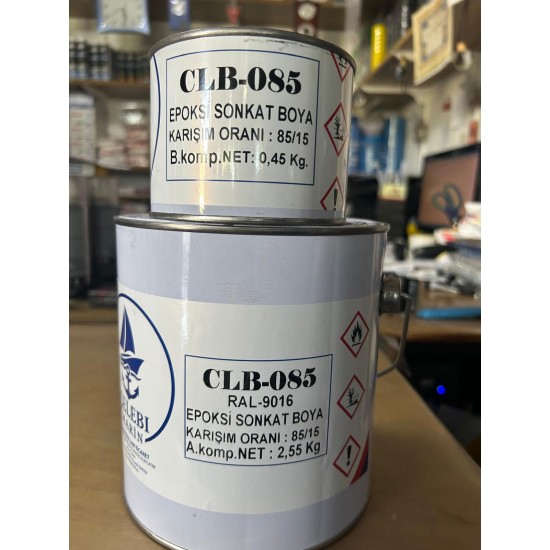 CLB-085
EPOKSİ SONKAT BOYA
KARIŞIM ORANI : 85/15
B.komp.NET: 0,45 Kg.
CLB-085
RAL-9016
EPOKSİ SONKAT BOYA
KARIŞIM ORANI : 85/15
A.komp.NET : 2,55 Kg
ELEBİ